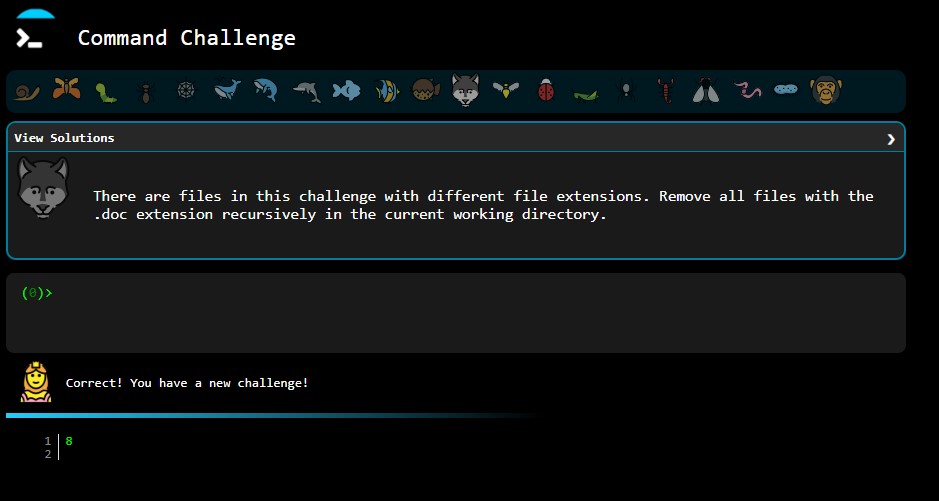 Command Challenge
View Solutions
There are files in this challenge with different file extensions. Remove all files with the
.doc extension recursively in the current working directory.
(0)>
Correct! You have a new challenge!
1 8
2